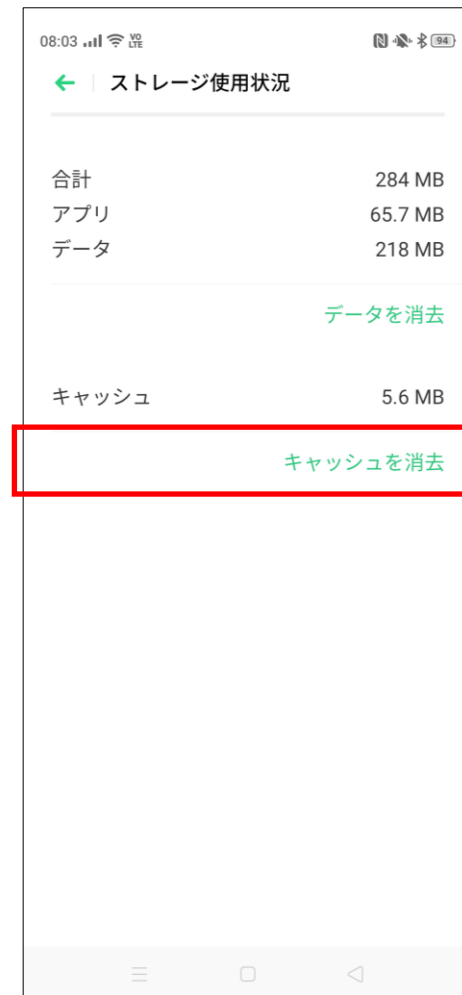 08:03 VO LTE 94
ストレージ使用状況
合計 284 MB
アプリ 65.7 MB
データ 218 MB
データを消去
キャッシュ 5.6 MB
キャッシュを消去